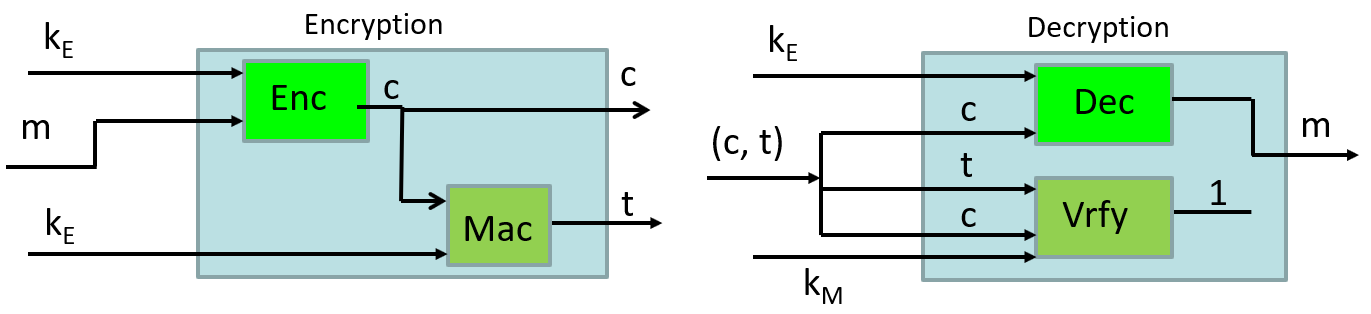 Encryption
k_E
m
Enc
c
c
k_E
Mac
t
Decryption
k_E
(c, t)
c
Dec
m
t
c
Vrfy
1
k_M